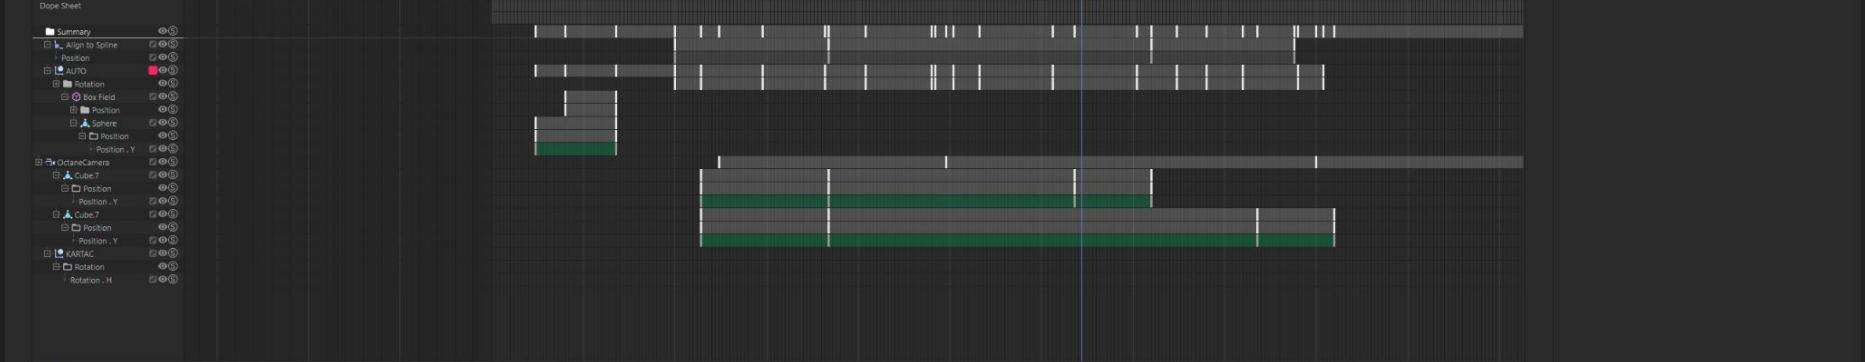 Dope Sheet
Summary
Align to Spline
Position
AUTO
Rotation
Box Field
Position
Sphere
Position
Position . Y
OctaneCamera
Cube.7
Position
Position . Y
Cube.7
Position
Position . Y
KARTAC
Rotation
Rotation . H